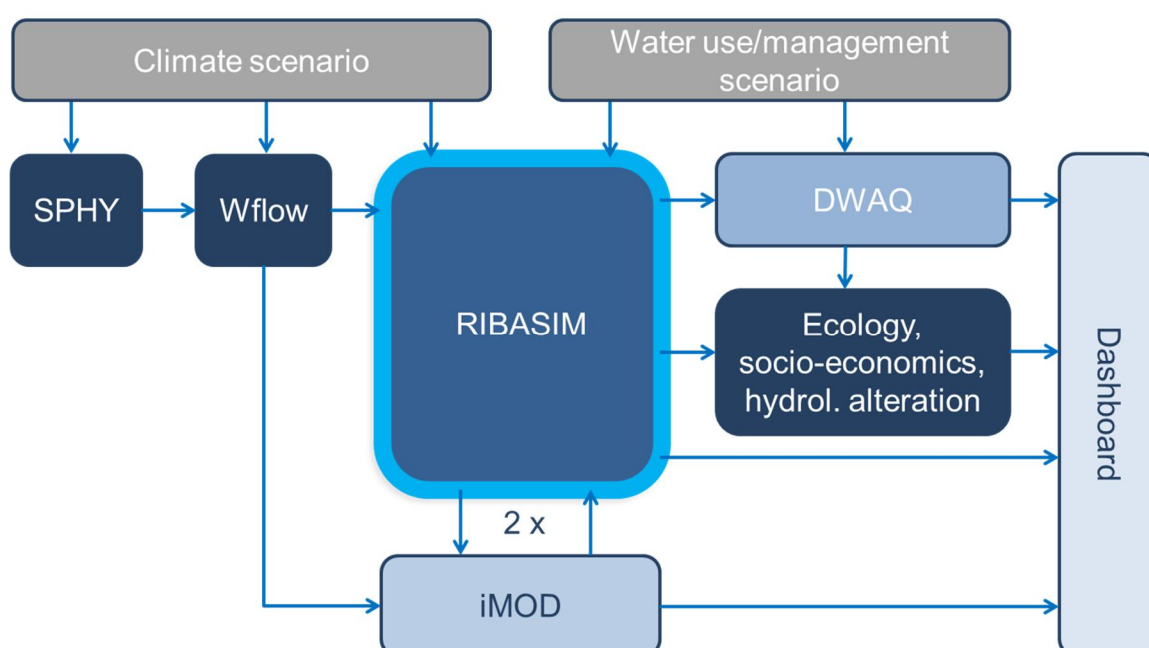 Climate scenario
Water use/management
scenario
SPHY
Wflow
RIBASIM
DWAQ
Ecology,
socio-economics,
hydrol. alteration
Dashboard
2 x
iMOD